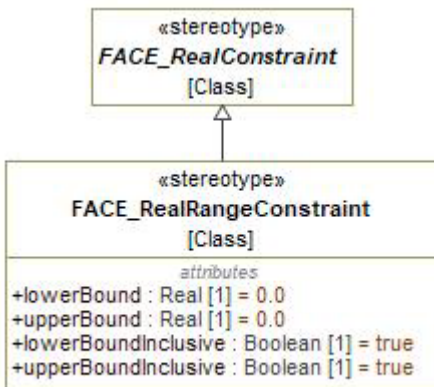 «stereotype»
FACE_RealConstraint
[Class]
«stereotype»
FACE_RealRangeConstraint
[Class]
attributes
+lowerBound : Real [1] = 0.0
+upperBound : Real [1] = 0.0
+lowerBoundInclusive : Boolean [1] = true
+upperBoundInclusive : Boolean [1] = true